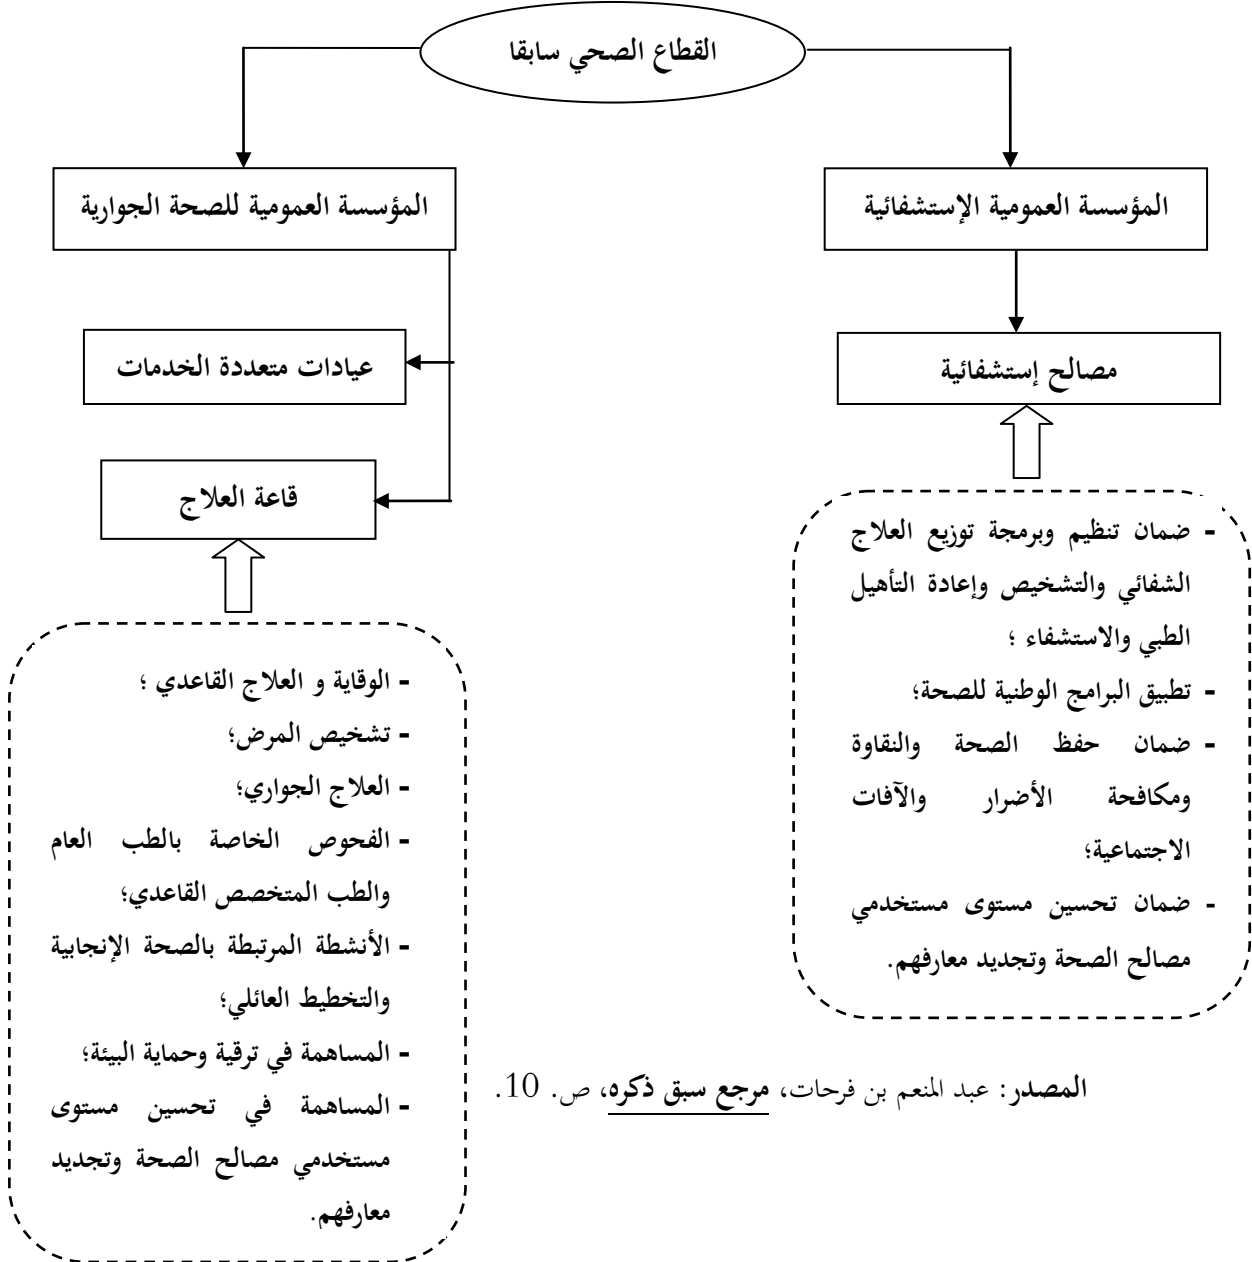 القطاع الصحي سابقا
المؤسسة العمومية الإستشفائية
المؤسسة العمومية للصحة الجوارية
مصالح إستشفائية
عيادات متعددة الخدمات
قاعة العلاج
- ضمان تنظيم وبرمجة توزيع العلاج
الشفائي والتشخيص وإعادة التأهيل
الطبي والاستشفاء ؛
- تطبيق البرامج الوطنية للصحة؛
- ضمان حفظ الصحة والنقاوة
ومكافحة الأضرار والآفات
الاجتماعية؛
- ضمان تحسين مستوى مستخدمي
مصالح الصحة وتجديد معارفهم.
- الوقاية و العلاج القاعدي ؛
- تشخيص المرض؛
- العلاج الجواري؛
- الفحوص الخاصة بالطب العام
والطب المتخصص القاعدي؛
- الأنشطة المرتبطة بالصحة الإنجابية
والتخطيط العائلي؛
- المساهمة في ترقية وحماية البيئة؛
- المساهمة في تحسين مستوى
مستخدمي مصالح الصحة وتجديد
معارفهم.
المصدر: عبد المنعم بن فرحات، مرجع سبق ذكره، ص. 10.